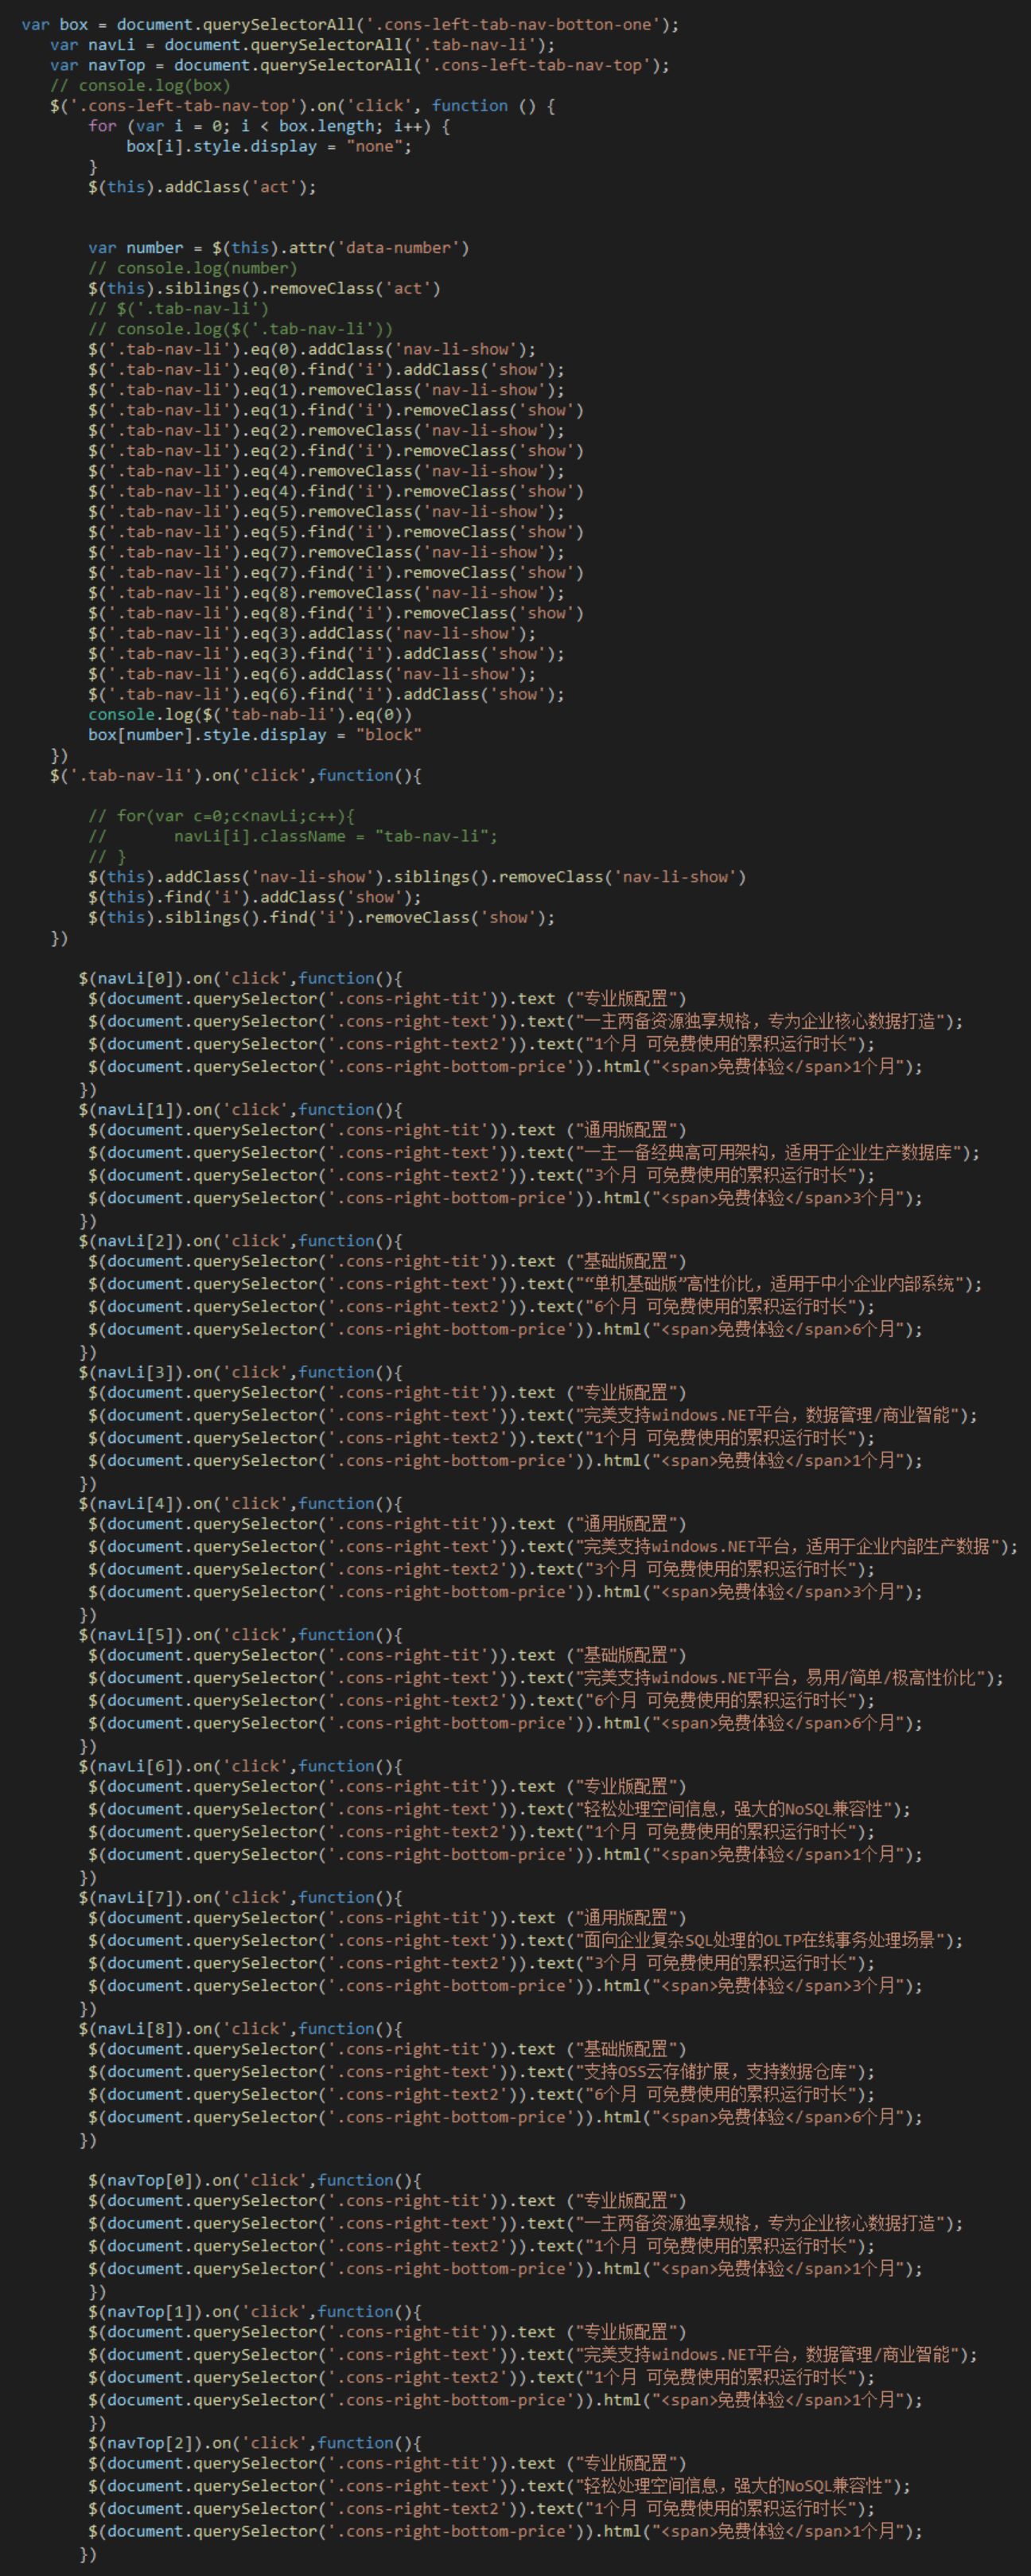 var box = document.querySelectorAll('.cons-left-tab-nav-botton-one');
var navLi = document.querySelectorAll('.tab-nav-li');
var navTop = document.querySelectorAll('.cons-left-tab-nav-top');
// console.log(box)
$('.cons-left-tab-nav-top').on('click', function () {
for (var i = 0; i < box.length; i++) {
box[i].style.display = "none";
}
$(this).addClass('act');
var number = $(this).attr('data-number')
// console.log(number)
$(this).siblings().removeClass('act')
// $('.tab-nav-li')
// console.log($('.tab-nav-li'))
$('.tab-nav-li').eq(0).addClass('nav-li-show');
$('.tab-nav-li').eq(0).find('i').addClass('show');
$('.tab-nav-li').eq(1).removeClass('nav-li-show');
$('.tab-nav-li').eq(1).find('i').removeClass('show')
$('.tab-nav-li').eq(2).removeClass('nav-li-show');
$('.tab-nav-li').eq(2).find('i').removeClass('show')
$('.tab-nav-li').eq(4).removeClass('nav-li-show');
$('.tab-nav-li').eq(4).find('i').removeClass('show')
$('.tab-nav-li').eq(5).removeClass('nav-li-show');
$('.tab-nav-li').eq(5).find('i').removeClass('show')
$('.tab-nav-li').eq(7).removeClass('nav-li-show');
$('.tab-nav-li').eq(7).find('i').removeClass('show')
$('.tab-nav-li').eq(8).removeClass('nav-li-show');
$('.tab-nav-li').eq(8).find('i').removeClass('show')
$('.tab-nav-li').eq(3).addClass('nav-li-show');
$('.tab-nav-li').eq(3).find('i').addClass('show');
$('.tab-nav-li').eq(6).addClass('nav-li-show');
$('.tab-nav-li').eq(6).find('i').addClass('show');
console.log($('tab-nab-li').eq(0))
box[number].style.display = "block"
})
$('.tab-nav-li').on('click',function(){
// for(var c=0;c<navLi;c++){
// navLi[i].className = "tab-nav-li";
// }
$(this).addClass('nav-li-show').siblings().removeClass('nav-li-show')
$(this).find('i').addClass('show');
$(this).siblings().find('i').removeClass('show');
})
$(navLi[0]).on('click',function(){
$(document.querySelector('.cons-right-tit')).text ("专业版配置")
$(document.querySelector('.cons-right-text')).text("一主两备资源独享规格，专为企业核心数据打造");
$(document.querySelector('.cons-right-text2')).text("1个月 可免费使用的累积运行时长");
$(document.querySelector('.cons-right-bottom-price')).html("<span>免费体验</span>1个月");
})
$(navLi[1]).on('click',function(){
$(document.querySelector('.cons-right-tit')).text ("通用版配置")
$(document.querySelector('.cons-right-text')).text("一主一备经典高可用架构，适用于企业生产数据库");
$(document.querySelector('.cons-right-text2')).text("3个月 可免费使用的累积运行时长");
$(document.querySelector('.cons-right-bottom-price')).html("<span>免费体验</span>3个月");
})
$(navLi[2]).on('click',function(){
$(document.querySelector('.cons-right-tit')).text ("基础版配置")
$(document.querySelector('.cons-right-text')).text("“单机基础版”高性价比，适用于中小企业内部系统");
$(document.querySelector('.cons-right-text2')).text("6个月 可免费使用的累积运行时长");
$(document.querySelector('.cons-right-bottom-price')).html("<span>免费体验</span>6个月");
})
$(navLi[3]).on('click',function(){
$(document.querySelector('.cons-right-tit')).text ("专业版配置")
$(document.querySelector('.cons-right-text')).text("完美支持windows.NET平台，数据管理/商业智能");
$(document.querySelector('.cons-right-text2')).text("1个月 可免费使用的累积运行时长");
$(document.querySelector('.cons-right-bottom-price')).html("<span>免费体验</span>1个月");
})
$(navLi[4]).on('click',function(){
$(document.querySelector('.cons-right-tit')).text ("通用版配置")
$(document.querySelector('.cons-right-text')).text("完美支持windows.NET平台，适用于企业内部生产数据");
$(document.querySelector('.cons-right-text2')).text("3个月 可免费使用的累积运行时长");
$(document.querySelector('.cons-right-bottom-price')).html("<span>免费体验</span>3个月");
})
$(navLi[5]).on('click',function(){
$(document.querySelector('.cons-right-tit')).text ("基础版配置")
$(document.querySelector('.cons-right-text')).text("完美支持windows.NET平台，易用/简单/极高性价比");
$(document.querySelector('.cons-right-text2')).text("6个月 可免费使用的累积运行时长");
$(document.querySelector('.cons-right-bottom-price')).html("<span>免费体验</span>6个月");
})
$(navLi[6]).on('click',function(){
$(document.querySelector('.cons-right-tit')).text ("专业版配置")
$(document.querySelector('.cons-right-text')).text("轻松处理空间信息，强大的NoSQL兼容性");
$(document.querySelector('.cons-right-text2')).text("1个月 可免费使用的累积运行时长");
$(document.querySelector('.cons-right-bottom-price')).html("<span>免费体验</span>1个月");
})
$(navLi[7]).on('click',function(){
$(document.querySelector('.cons-right-tit')).text ("通用版配置")
$(document.querySelector('.cons-right-text')).text("面向企业复杂SQL处理的OLTP在线事务处理场景");
$(document.querySelector('.cons-right-text2')).text("3个月 可免费使用的累积运行时长");
$(document.querySelector('.cons-right-bottom-price')).html("<span>免费体验</span>3个月");
})
$(navLi[8]).on('click',function(){
$(document.querySelector('.cons-right-tit')).text ("基础版配置")
$(document.querySelector('.cons-right-text')).text("支持OSS云存储扩展，支持数据仓库");
$(document.querySelector('.cons-right-text2')).text("6个月 可免费使用的累积运行时长");
$(document.querySelector('.cons-right-bottom-price')).html("<span>免费体验</span>6个月");
})
$(navTop[0]).on('click',function(){
$(document.querySelector('.cons-right-tit')).text ("专业版配置")
$(document.querySelector('.cons-right-text')).text("一主两备资源独享规格，专为企业核心数据打造");
$(document.querySelector('.cons-right-text2')).text("1个月 可免费使用的累积运行时长");
$(document.querySelector('.cons-right-bottom-price')).html("<span>免费体验</span>1个月");
})
$(navTop[1]).on('click',function(){
$(document.querySelector('.cons-right-tit')).text ("专业版配置")
$(document.querySelector('.cons-right-text')).text("完美支持windows.NET平台，数据管理/商业智能");
$(document.querySelector('.cons-right-text2')).text("1个月 可免费使用的累积运行时长");
$(document.querySelector('.cons-right-bottom-price')).html("<span>免费体验</span>1个月");
})
$(navTop[2]).on('click',function(){
$(document.querySelector('.cons-right-tit')).text ("专业版配置")
$(document.querySelector('.cons-right-text')).text("轻松处理空间信息，强大的NoSQL兼容性");
$(document.querySelector('.cons-right-text2')).text("1个月 可免费使用的累积运行时长");
$(document.querySelector('.cons-right-bottom-price')).html("<span>免费体验</span>1个月");
})